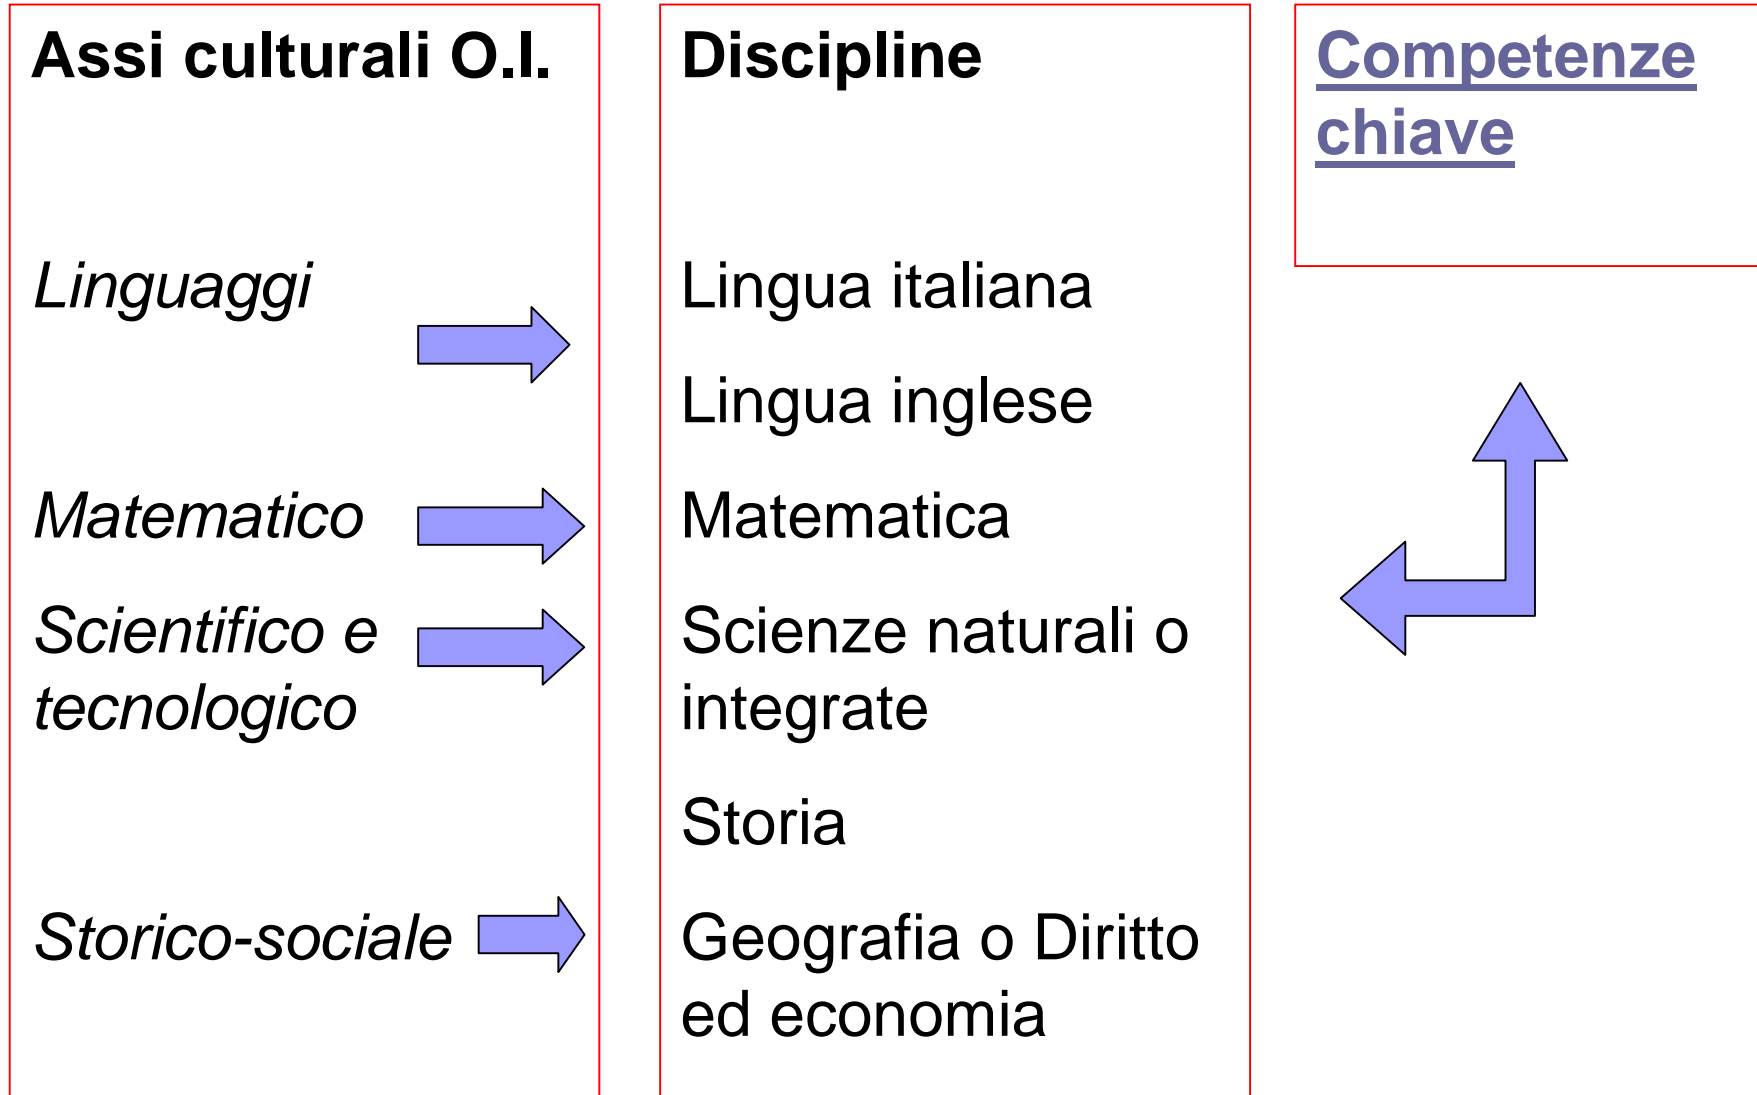 Assi culturali O.I.
Linguaggi
Matematico
Scientifico e
tecnologico
Storico-sociale
Discipline
Lingua italiana
Lingua inglese
Matematica
Scienze naturali o
integrate
Storia
Geografia o Diritto
ed economia
Competenze
chiave